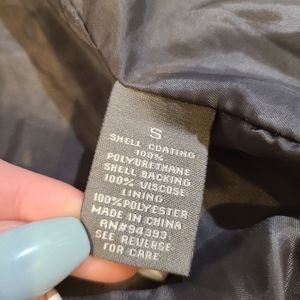 S
SHELL COATING
100%
POLYURETHANE
SHELL BACKING
100% VISCOSE
LINING
100%POLYESTER
MADE IN CHINA
RN#94393
SEE REVERSE
FOR CARE